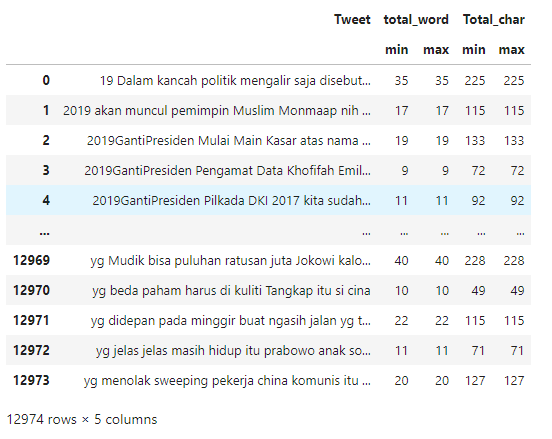 Tweet total_word Total_char
min max min max
0 19 Dalam kancah politik mengalir saja disebut... 35 35 225 225
1 2019 akan muncul pemimpin Muslim Monmaap nih ... 17 17 115 115
2 2019GantiPresiden Mulai Main Kasar atas nama ... 19 19 133 133
3 2019GantiPresiden Pengamat Data Khofifah Emil... 9 9 72 72
4 2019GantiPresiden Pilkada DKI 2017 kita sudah... 11 11 92 92
... ... ... ... ... ...
12969 yg Mudik bisa puluhan ratusan juta Jokowi kalo... 40 40 228 228
12970 yg beda paham harus di kuliti Tangkap itu si cina 10 10 49 49
12971 yg didepan pada minggir buat ngasih jalan yg t... 22 22 115 115
12972 yg jelas jelas masih hidup itu prabowo anak so... 11 11 71 71
12973 yg menolak sweeping pekerja china komunis itu ... 20 20 127 127
12974 rows × 5 columns